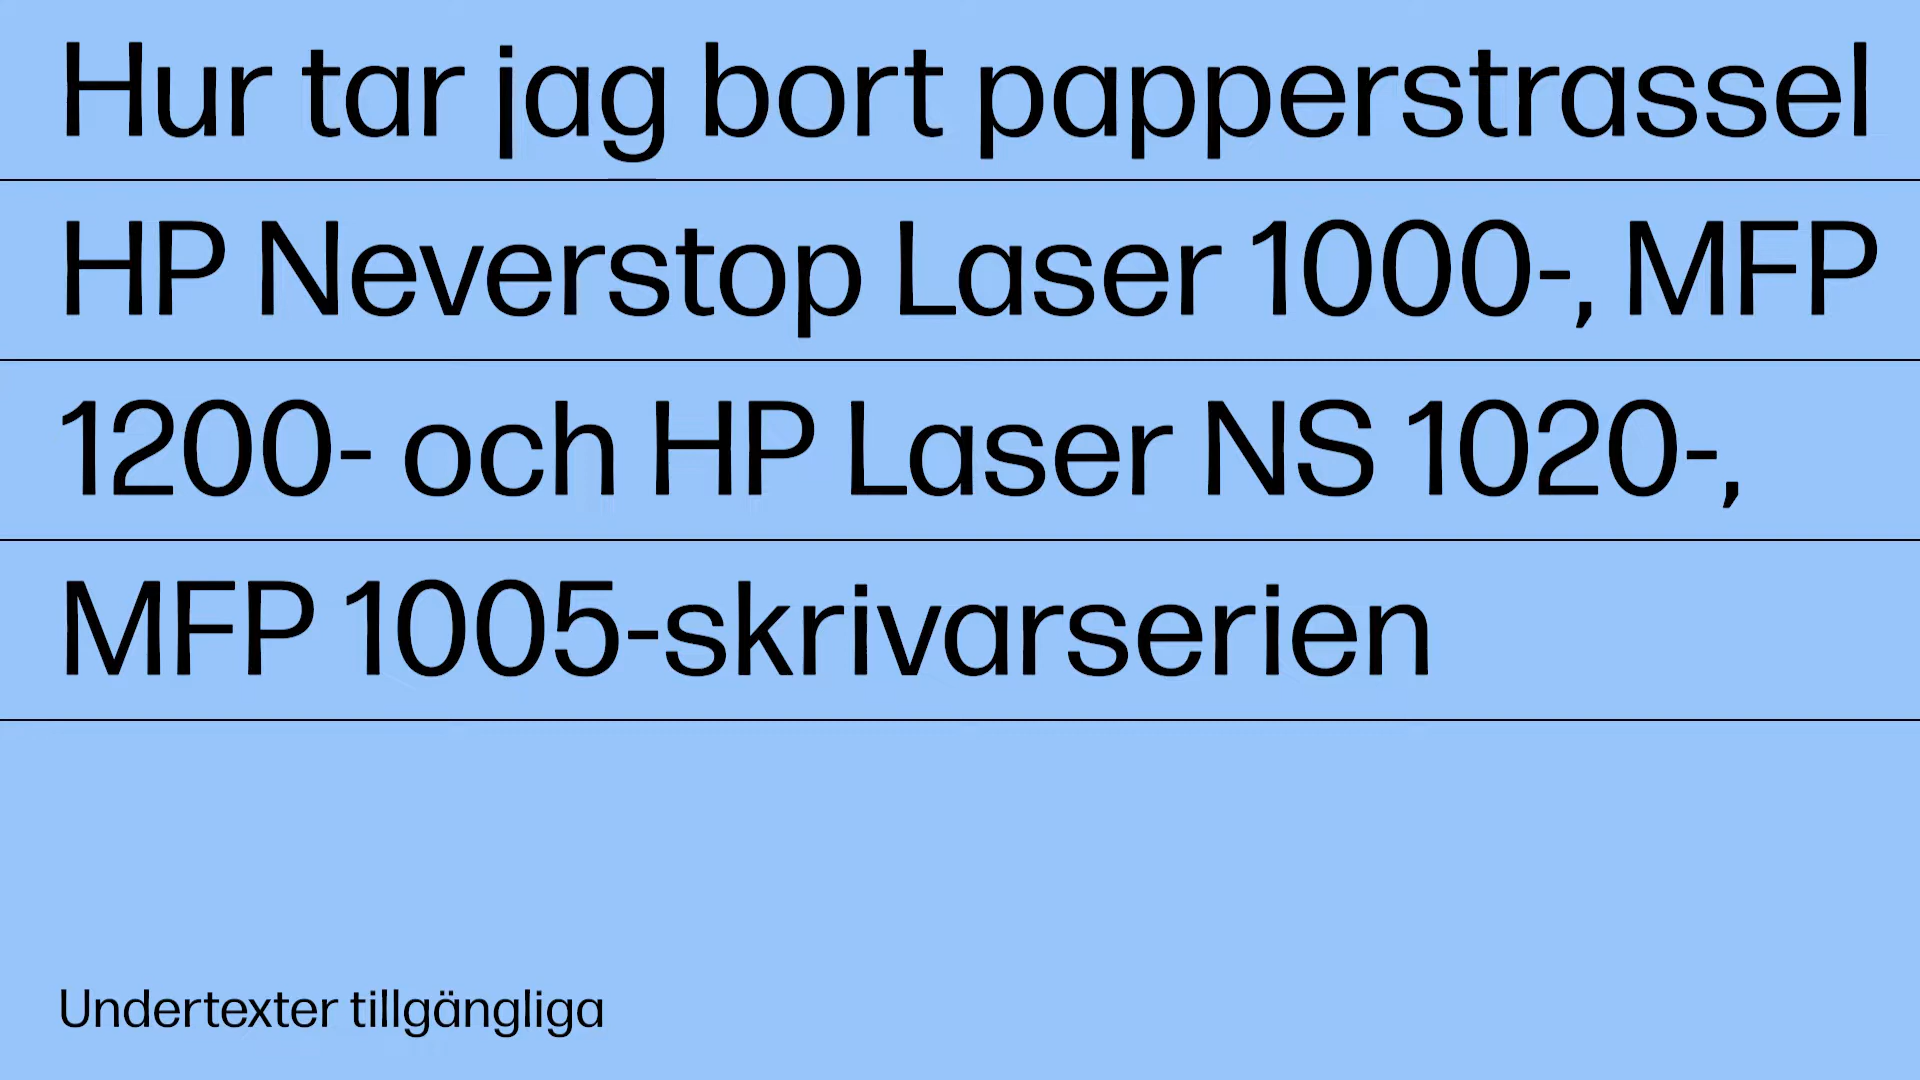 Hur tar jag bort papperstrassel
HP Neverstop Laser 1000-, MFP
1200- och HP Laser NS 1020-,
MFP 1005-skrivarserien
Undertexter tillgängliga